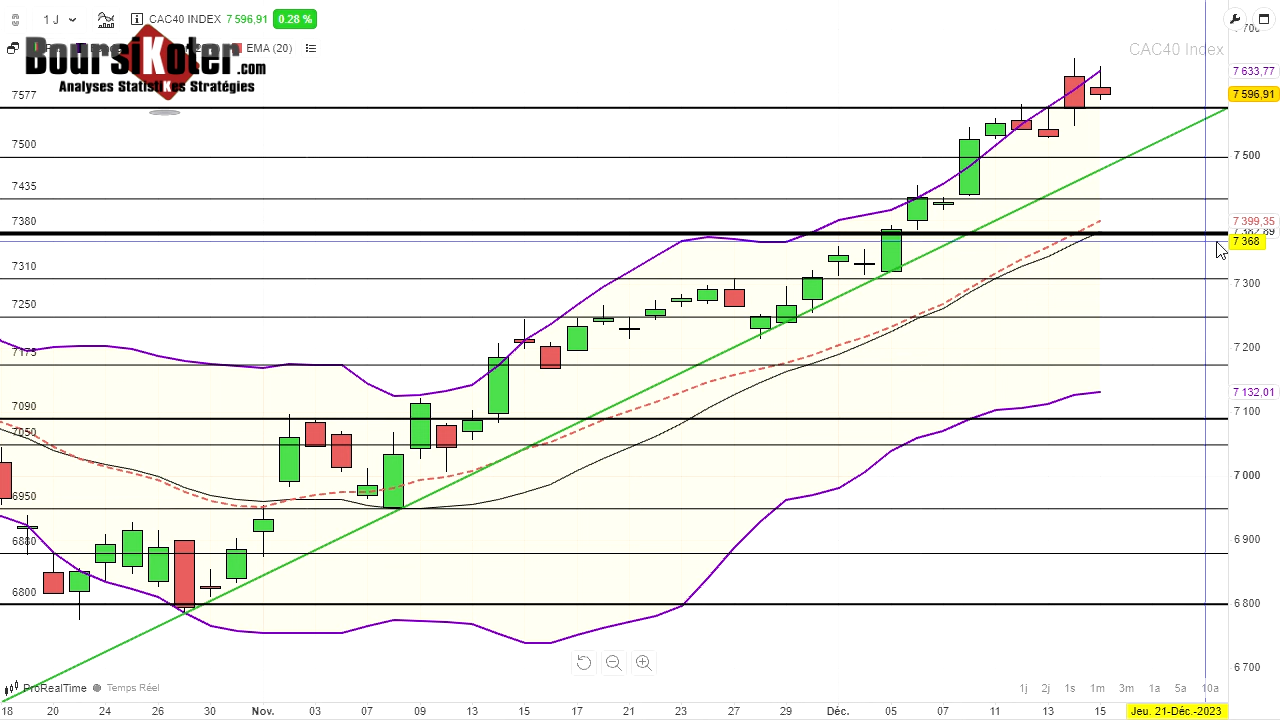 1 J
CAC40 INDEX 7 596,91 0.28 %
EMA (20)
BoursiKoter.com
Analyses StatistiKes Stratégies
CAC40 Index
7 633,77
7577
7 596,91
7500
7 500
7435
7380
7 399,35
7 368
7310
7 300
7250
7 200
7175
7090
7 100
7050
7 000
6950
6880
6 900
6800
6 800
7 132,01
6 700
ProRealTime
Temps Réel
1j 2j 1s 1m 3m 1a 5a 10a
18 20 24 26 30 Nov. 03 07 09 13 15 17 21 23 27 29 Déc. 05 07 11 13 15 Jeu. 21-Déc.-2023